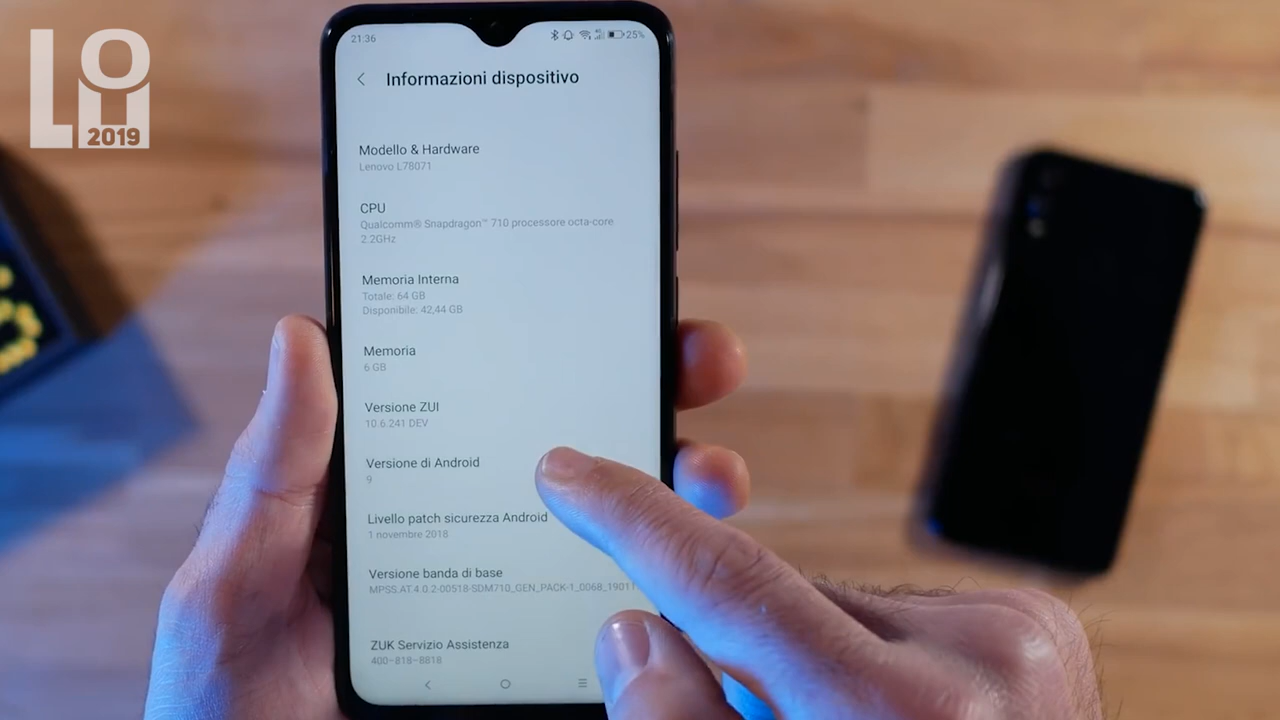 LOU
2019
21:36
25%
Informazioni dispositivo
Modello & Hardware
Lenovo L78071
CPU
Qualcomm® Snapdragon™ 710 processore octa-core
2.2GHz
Memoria Interna
Totale: 64 GB
Disponibile: 42,44 GB
Memoria
6 GB
Versione ZUI
10.6.241 DEV
Versione di Android
9
Livello patch sicurezza Android
1 novembre 2018
Versione banda di base
MPSS.AT.4.0.2-00518-SDM710_GEN_PACK-1_0068_19011
ZUK Servizio Assistenza
400-818-8818